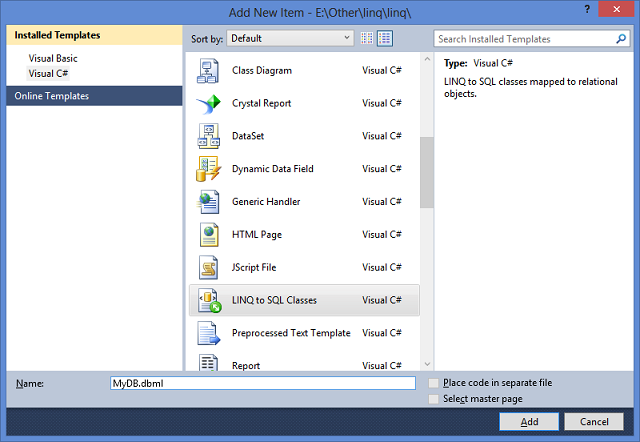 Add New Item - E:\Other\linq\linq\
Installed Templates
Visual Basic
Visual C#
Online Templates
Sort by: Default
Search Installed Templates
Class Diagram Visual C#
Crystal Report Visual C#
DataSet Visual C#
Dynamic Data Field Visual C#
Generic Handler Visual C#
HTML Page Visual C#
JScript File Visual C#
LINQ to SQL Classes Visual C#
Preprocessed Text Template Visual C#
Report Visual C#
Type: Visual C#
LINQ to SQL classes mapped to relational
objects.
Name: MyDB.dbml
Place code in separate file
Select master page
Add Cancel